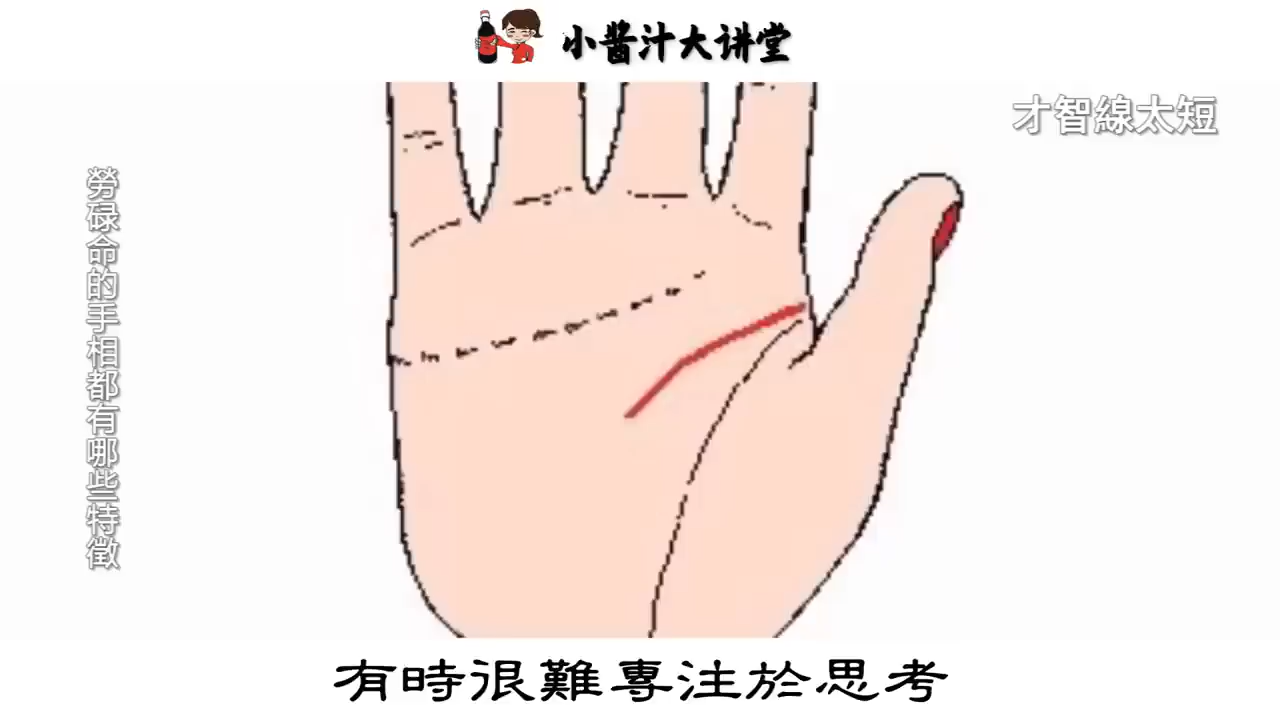 小酱汁大讲堂
才智線太短
勞碌命的手相都有哪些特徵
有時很難專注於思考